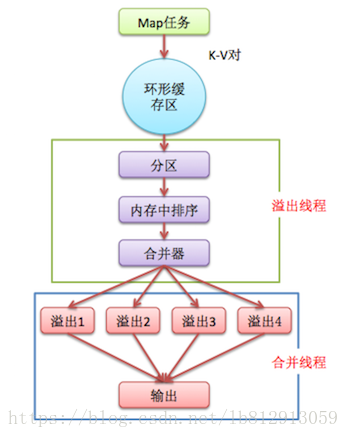 Map任务
K-V对
环形缓
存区
分区
溢出线程
内存中排序
合并器
溢出1
溢出2
溢出3
溢出4
合并线程
输出
https://blog.csdn.net/lb812913059